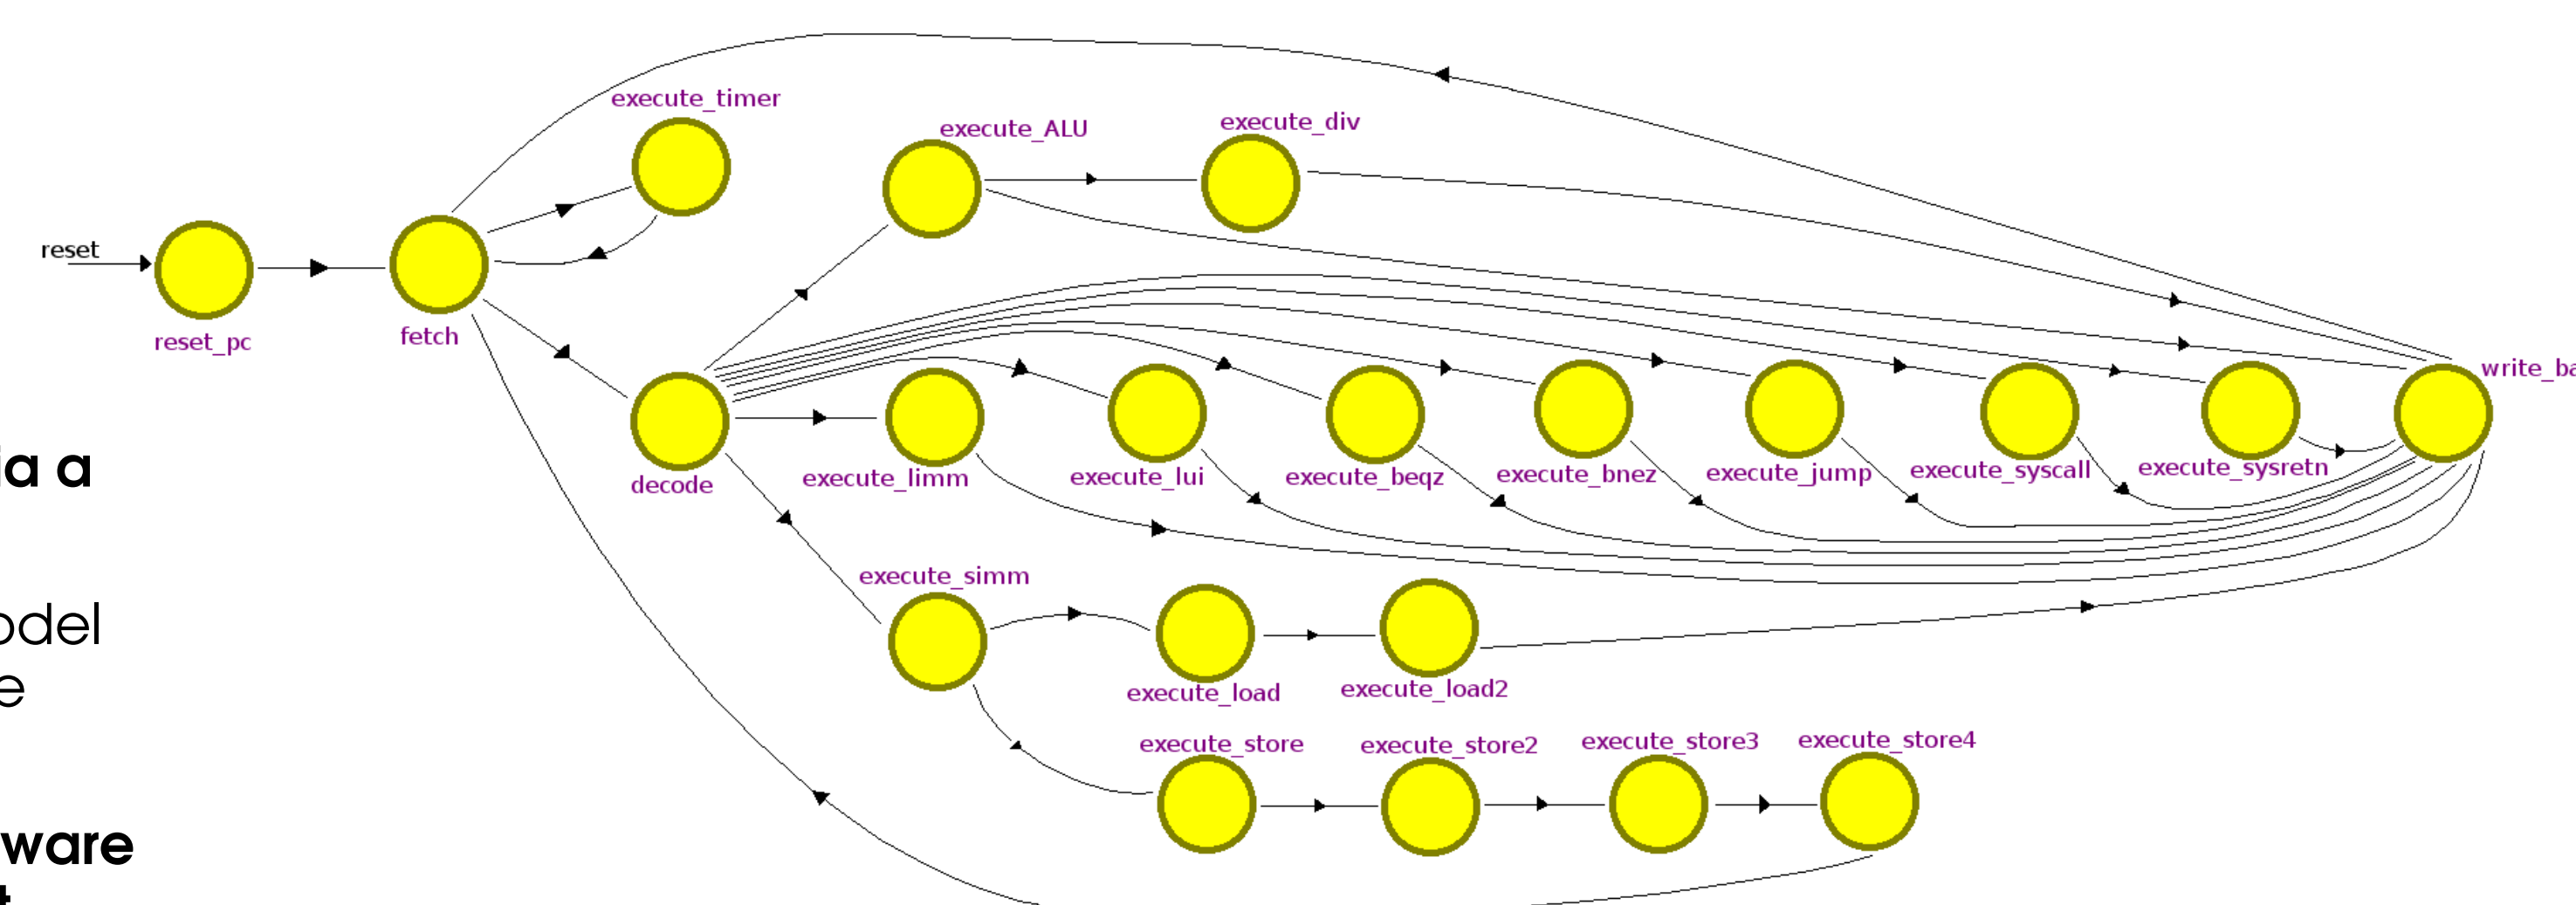 execute_timer
execute_ALU
execute_div
reset
reset_pc
fetch
write_ba
decode
execute_limm
execute_lui
execute_beqz
execute_bnez
execute_jump
execute_syscall
execute_sysretn
ia a
execute_simm
odel
e
execute_load
execute_load2
execute_store
execute_store2
execute_store3
execute_store4
ware